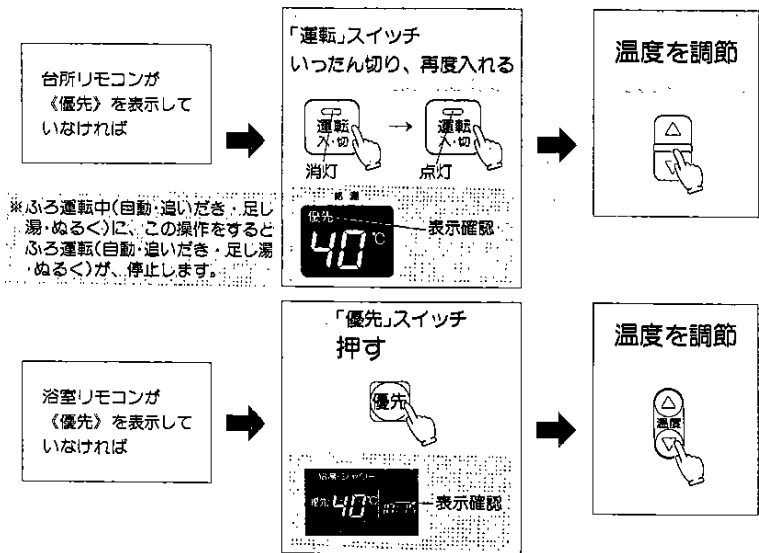 台所リモコンが
《優先》を表示して
いなければ
※ふろ運転中(自動・追いだき・足し
湯・ぬるく)に、この操作をすると
ふろ運転(自動・追いだき・足し湯
・ぬるく)が、停止します。
「運転」スイッチ
いったん切り、再度入れる
運転
入・切
→
運転
入・切
消灯
点灯
給湯
優先
40℃
表示確認
温度を調節
△
▽
浴室リモコンが
《優先》を表示して
いなければ
「優先」スイッチ
押す
優先
給湯・シャワー
優先 40℃
表示確認
温度を調節
△
温度
▽